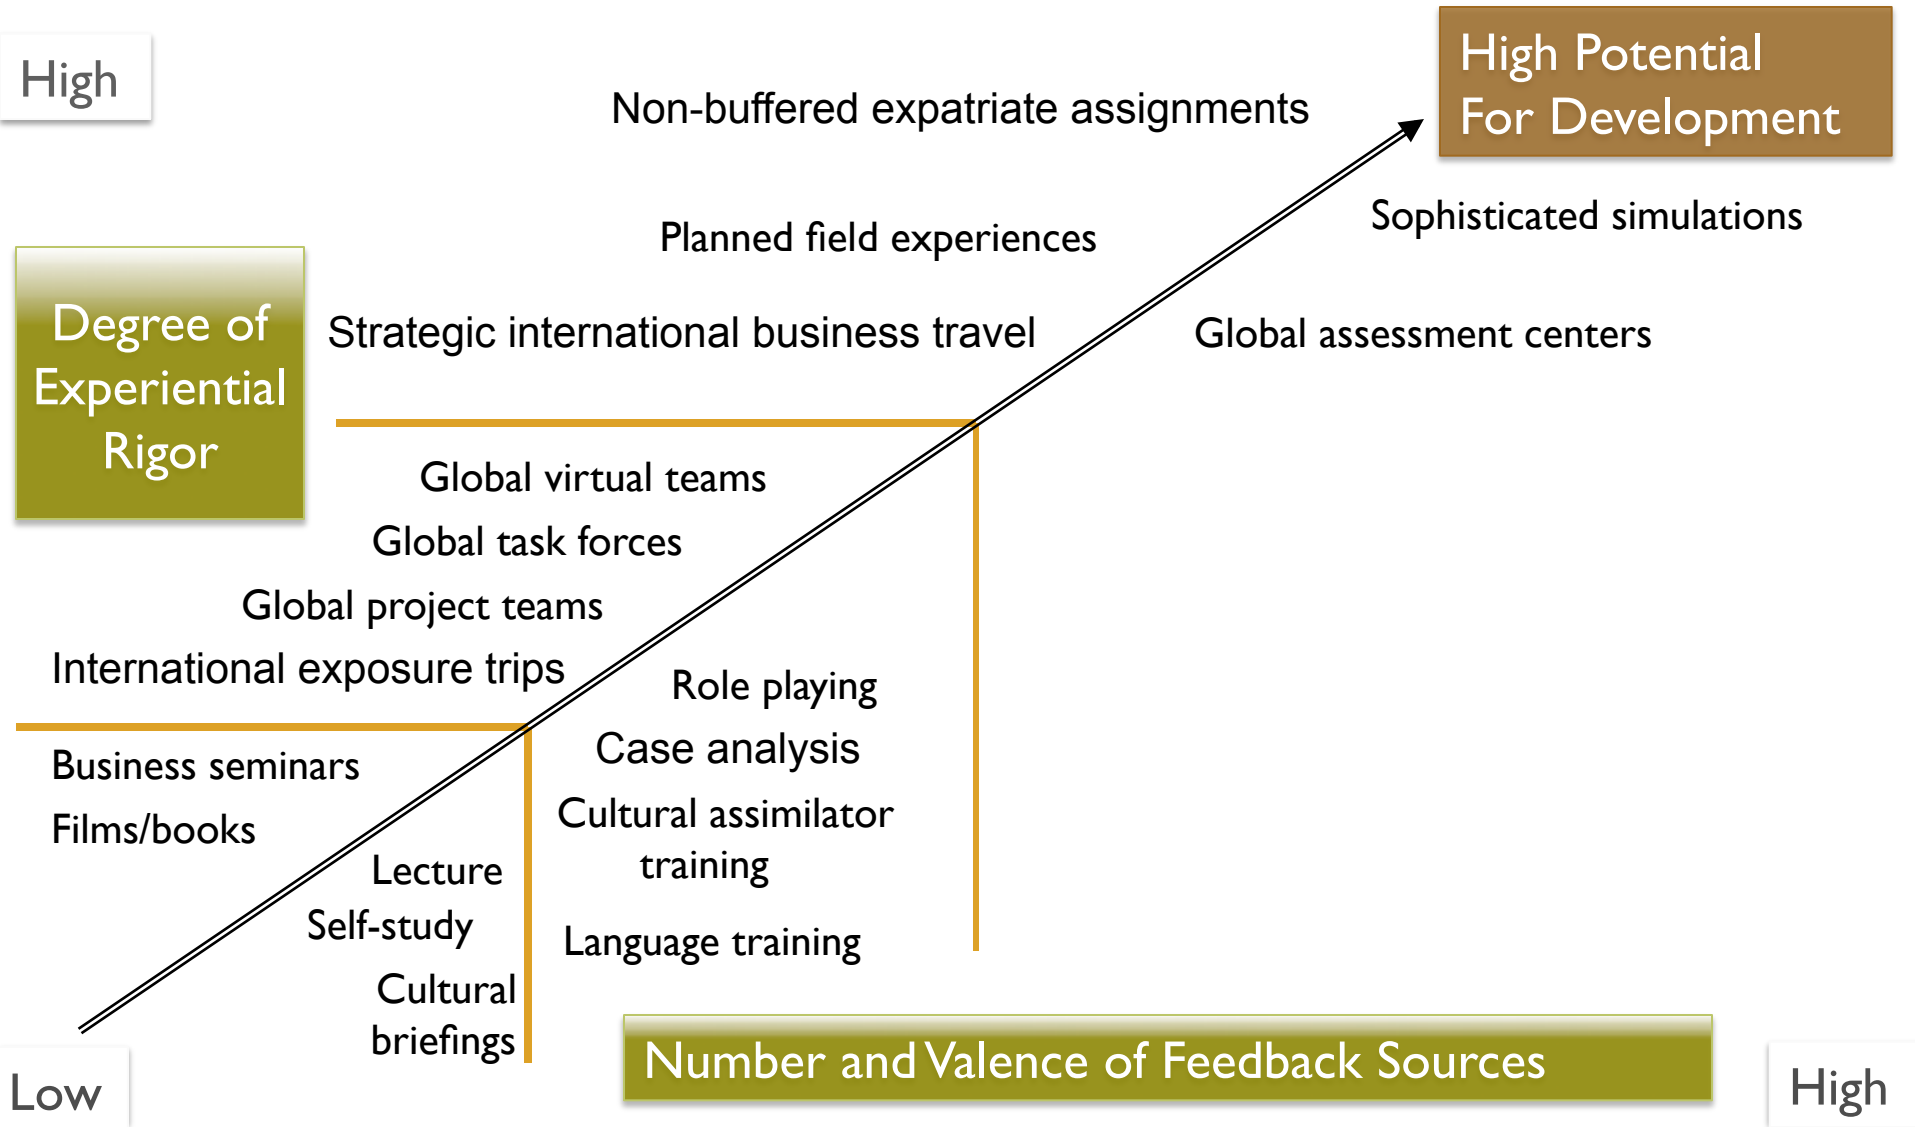 High
High Potential
For Development
Non-buffered expatriate assignments
Sophisticated simulations
Planned field experiences
Degree of
Experiential
Rigor
Strategic international business travel
Global assessment centers
Global virtual teams
Global task forces
Global project teams
International exposure trips
Role playing
Case analysis
Business seminars
Cultural assimilator
training
Films/books
Lecture
Self-study
Language training
Cultural
briefings
Number and Valence of Feedback Sources
Low
High